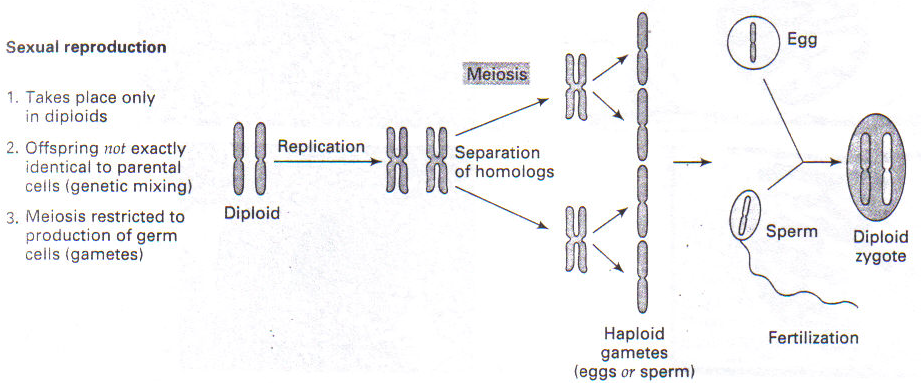 Sexual reproduction
1. Takes place only
in diploids
2. Offspring not exactly
identical to parental
cells (genetic mixing)
3. Meiosis restricted to
production of germ
cells (gametes)
Diploid
Replication
Meiosis
Separation
of homologs
Haploid
gametes
(eggs or sperm)
Egg
Sperm
Diploid
zygote
Fertilization